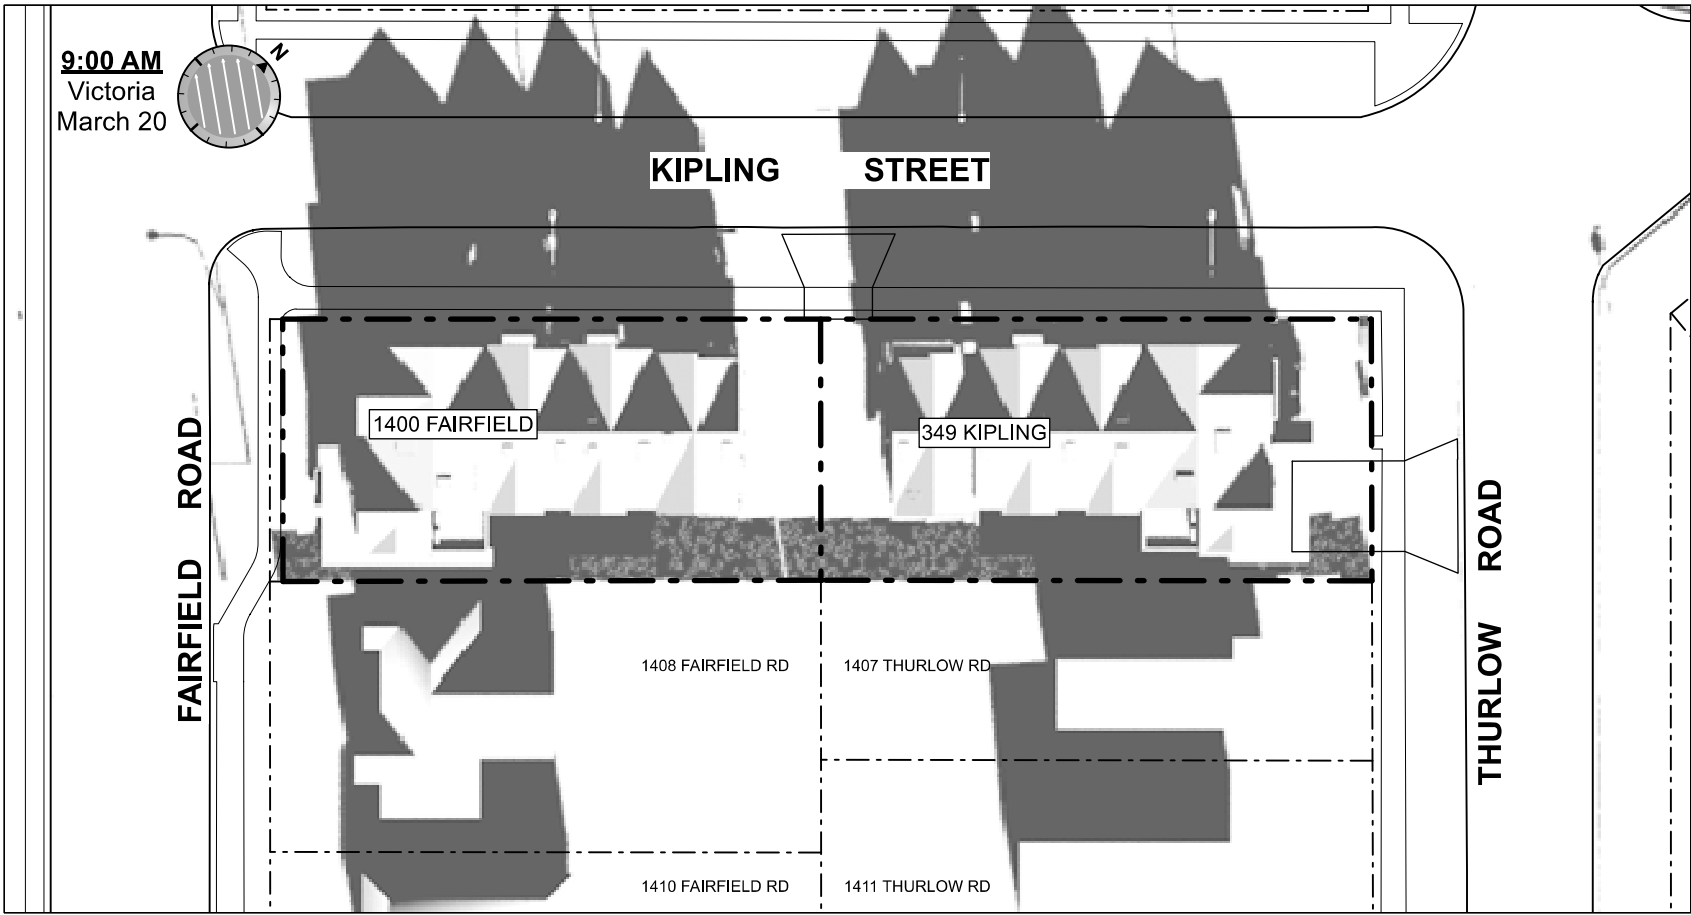 9:00 AM
Victoria
March 20
N
KIPLING STREET
1400 FAIRFIELD
349 KIPLING
FAIRFIELD ROAD
THURLOW ROAD
1408 FAIRFIELD RD
1407 THURLOW RD
1410 FAIRFIELD RD
1411 THURLOW RD